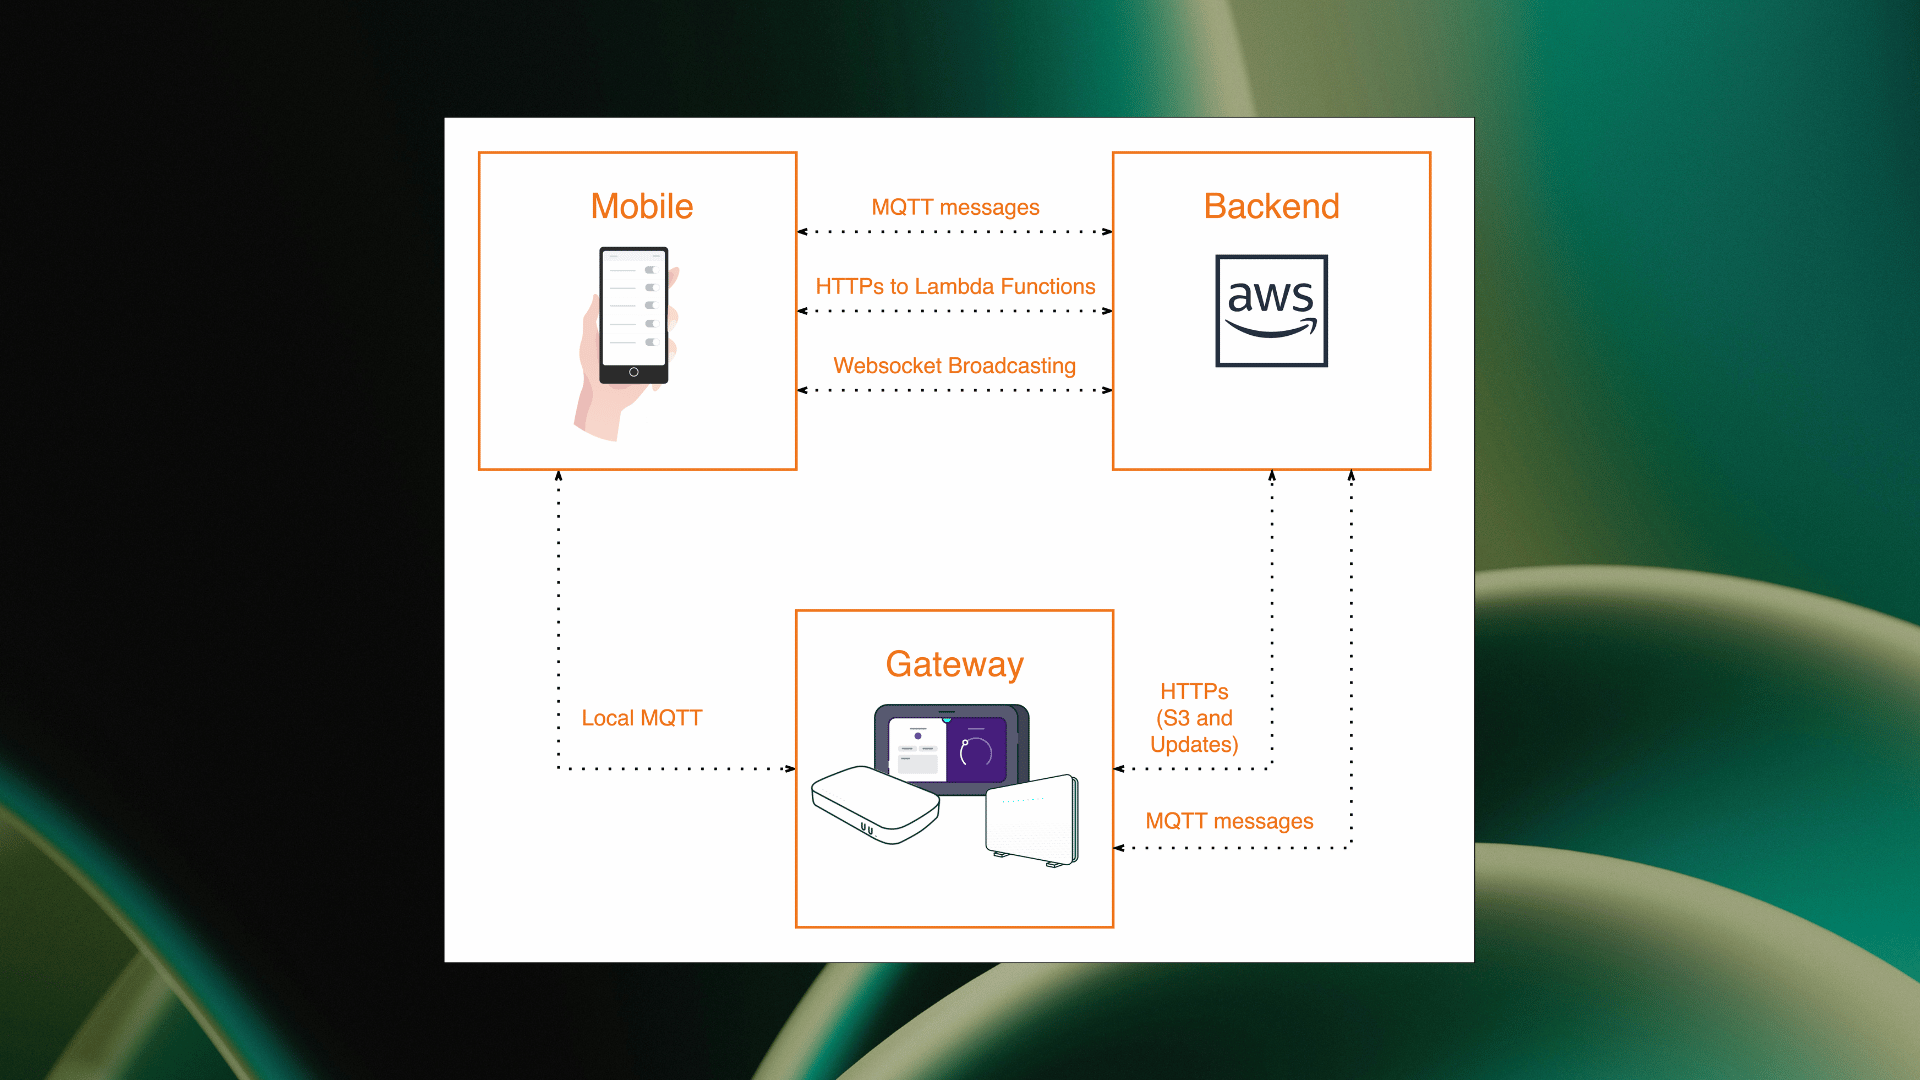 Mobile
MQTT messages
Backend
HTTPs to Lambda Functions
aws
Websocket Broadcasting
Gateway
Local MQTT
HTTPs
(S3 and
Updates)
MQTT messages